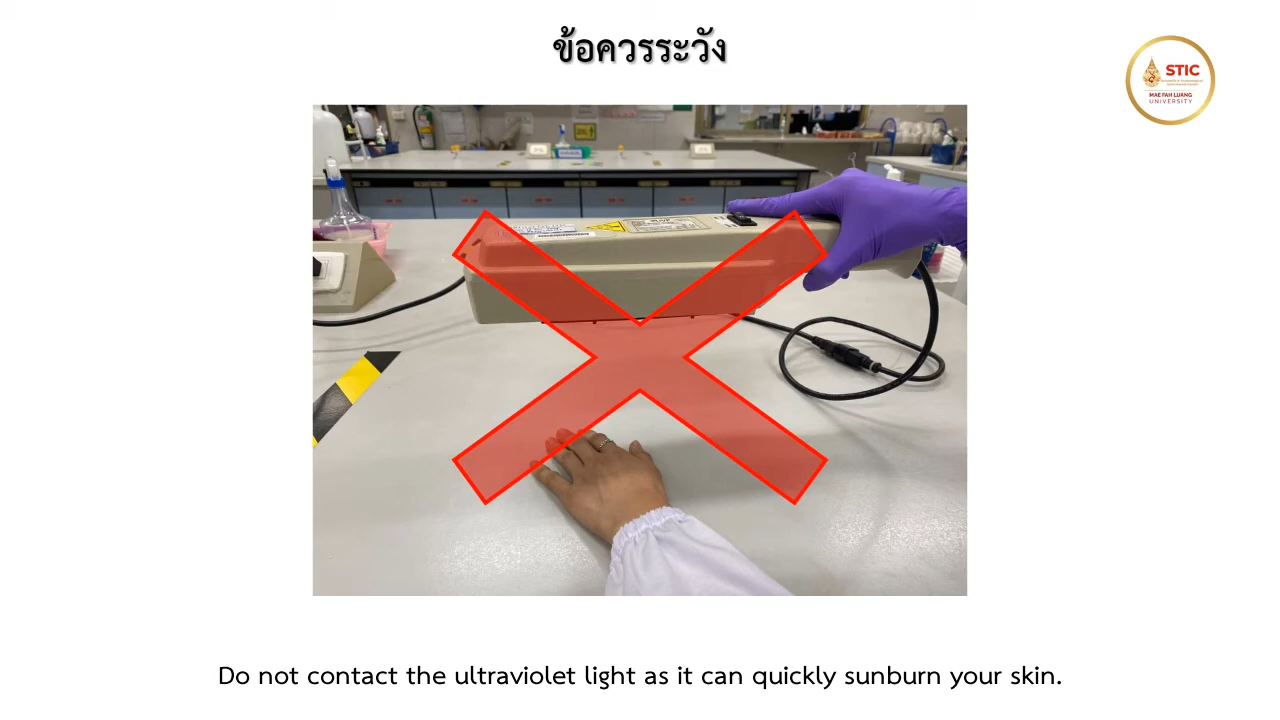 ข้อควรระวัง
STIC
MAE FAH LUANG
UNIVERSITY
Do not contact the ultraviolet light as it can quickly sunburn your skin.